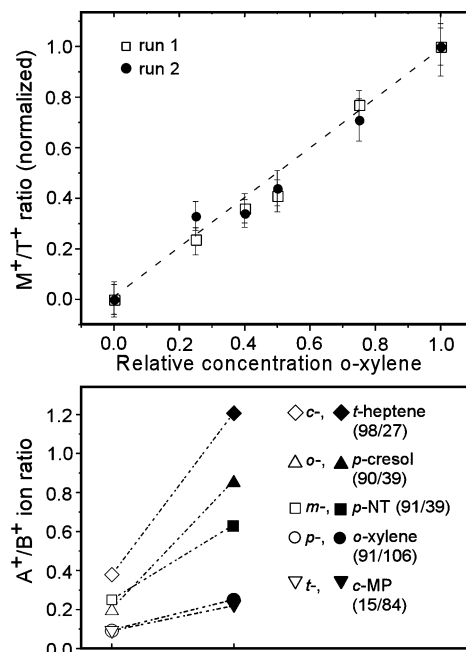 1.0
0.8
0.6
0.4
0.2
0.0
M+/T+ ratio (normalized)
run 1
run 2
0.0 0.2 0.4 0.6 0.8 1.0
Relative concentration o-xylene
1.2
1.0
0.8
0.6
0.4
0.2
0.0
A+/B+ ion ratio
c-, t-heptene
(98/27)
o-, p-cresol
(90/39)
m-, p-NT (91/39)
p-, o-xylene
(91/106)
t-, c-MP
(15/84)